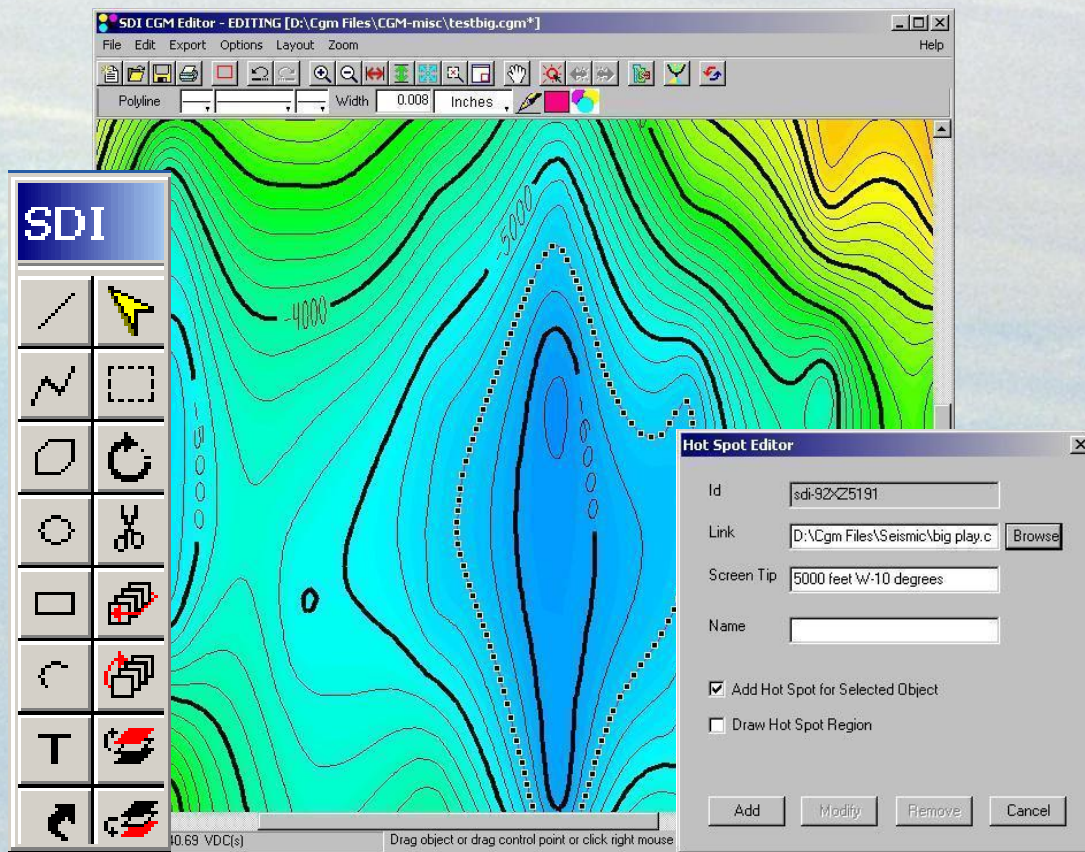 SDI CGM Editor - EDITING [D:\Cgm Files\CGM-misc\testbig.cgm*]
File Edit Export Options Layout Zoom Help
Polyline Width 0.008 Inches
SDI
T
-5000
-4000
-5000
-6000
Hot Spot Editor
Id sdi-92XZ5191
Link D:\Cgm Files\Seismic\big play.c Browse
Screen Tip 5000 feet W-10 degrees
Name
Add Hot Spot for Selected Object
Draw Hot Spot Region
Add Modify Remove Cancel
40.69 VDC(s) Drag object or drag control point or click right mouse